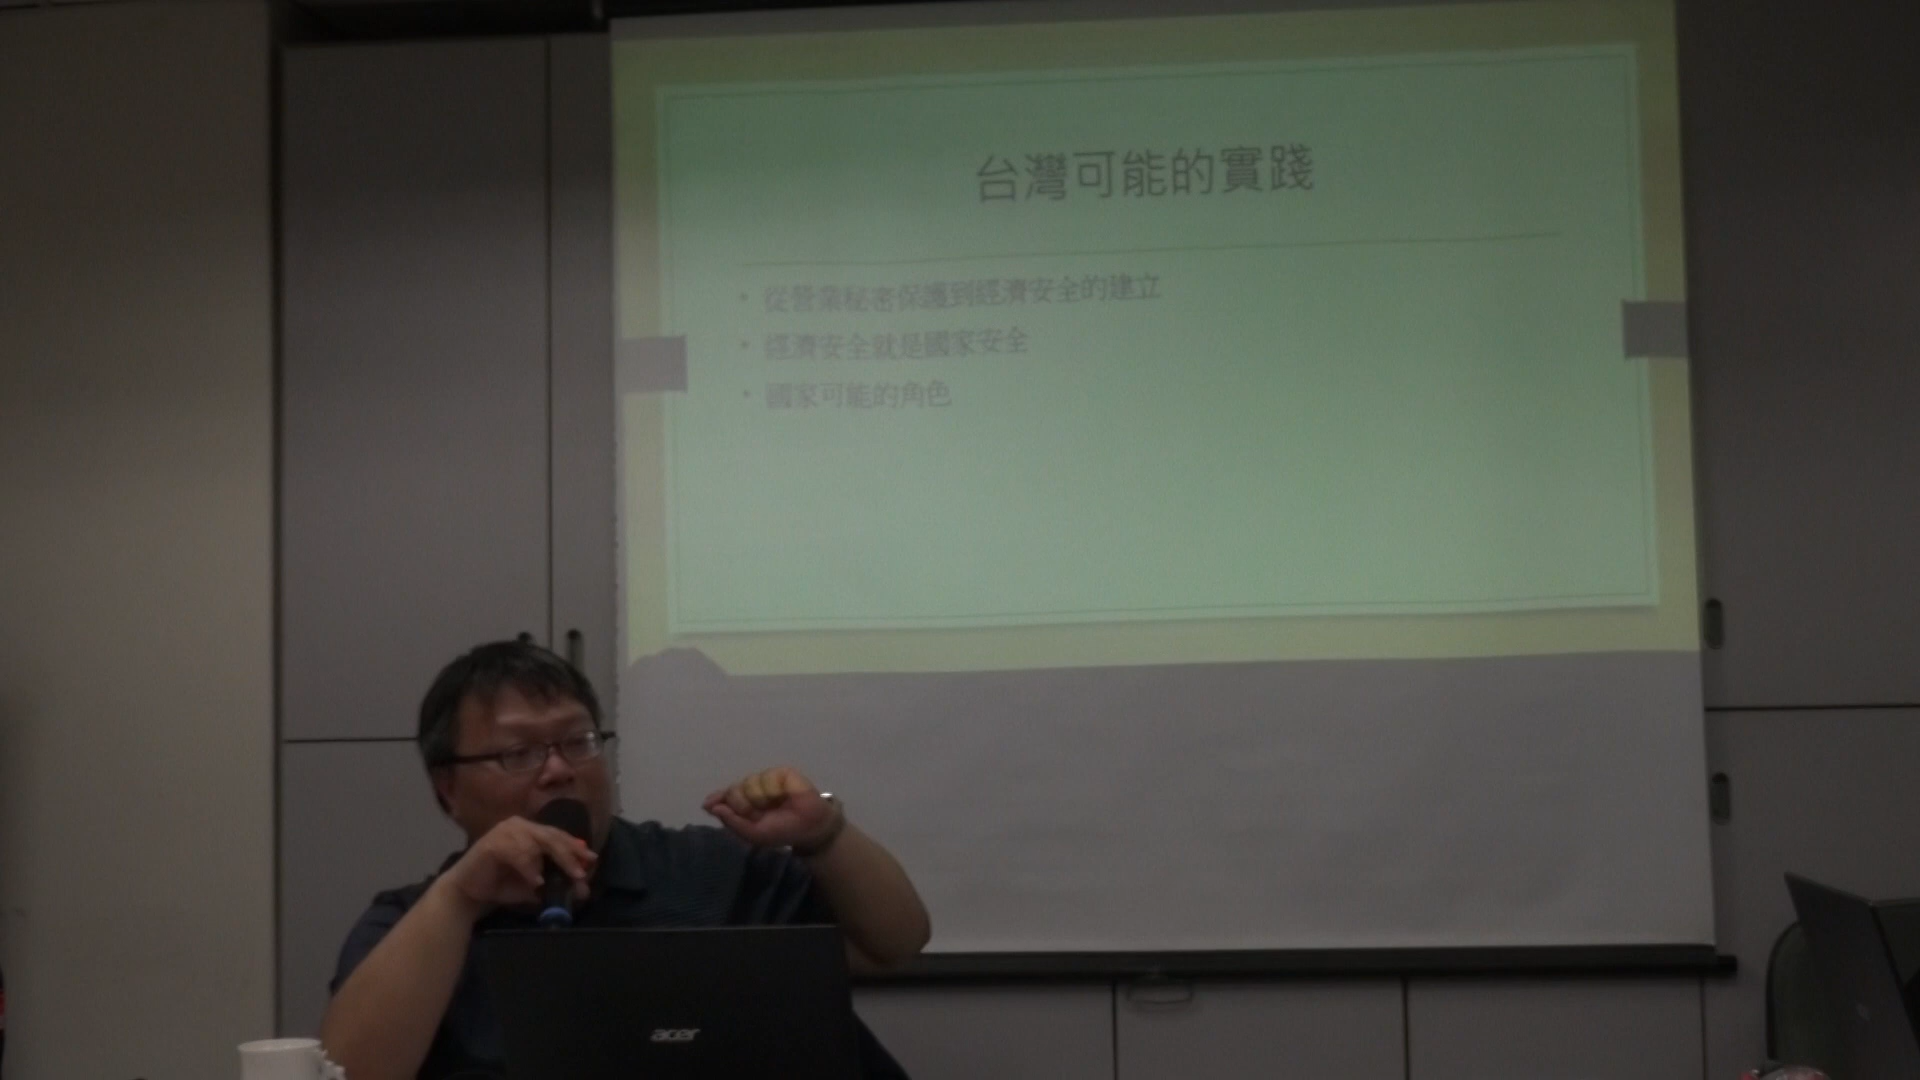 台灣可能的實踐
• 從營業秘密保護到經濟安全的建立
• 經濟安全就是國家安全
• 國家可能的角色
acer